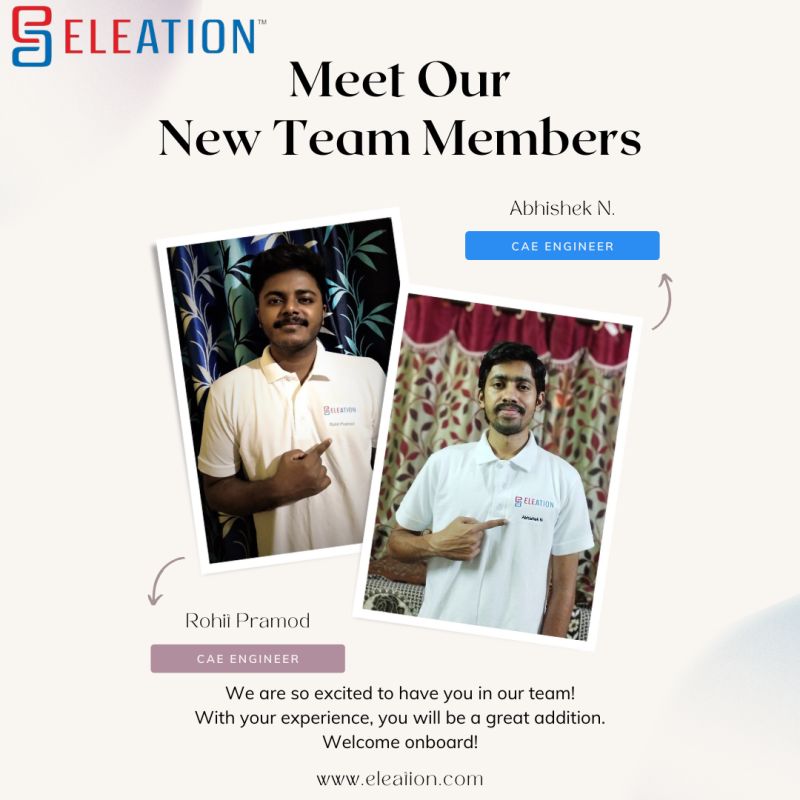 ELEATION™
Meet Our
New Team Members
Abhishek N.
CAE ENGINEER
ELEATION
Rohit Pramod
ELEATION
Abhishek N
Rohit Pramod
CAE ENGINEER
We are so excited to have you in our team!
With your experience, you will be a great addition.
Welcome onboard!
www.eleation.com